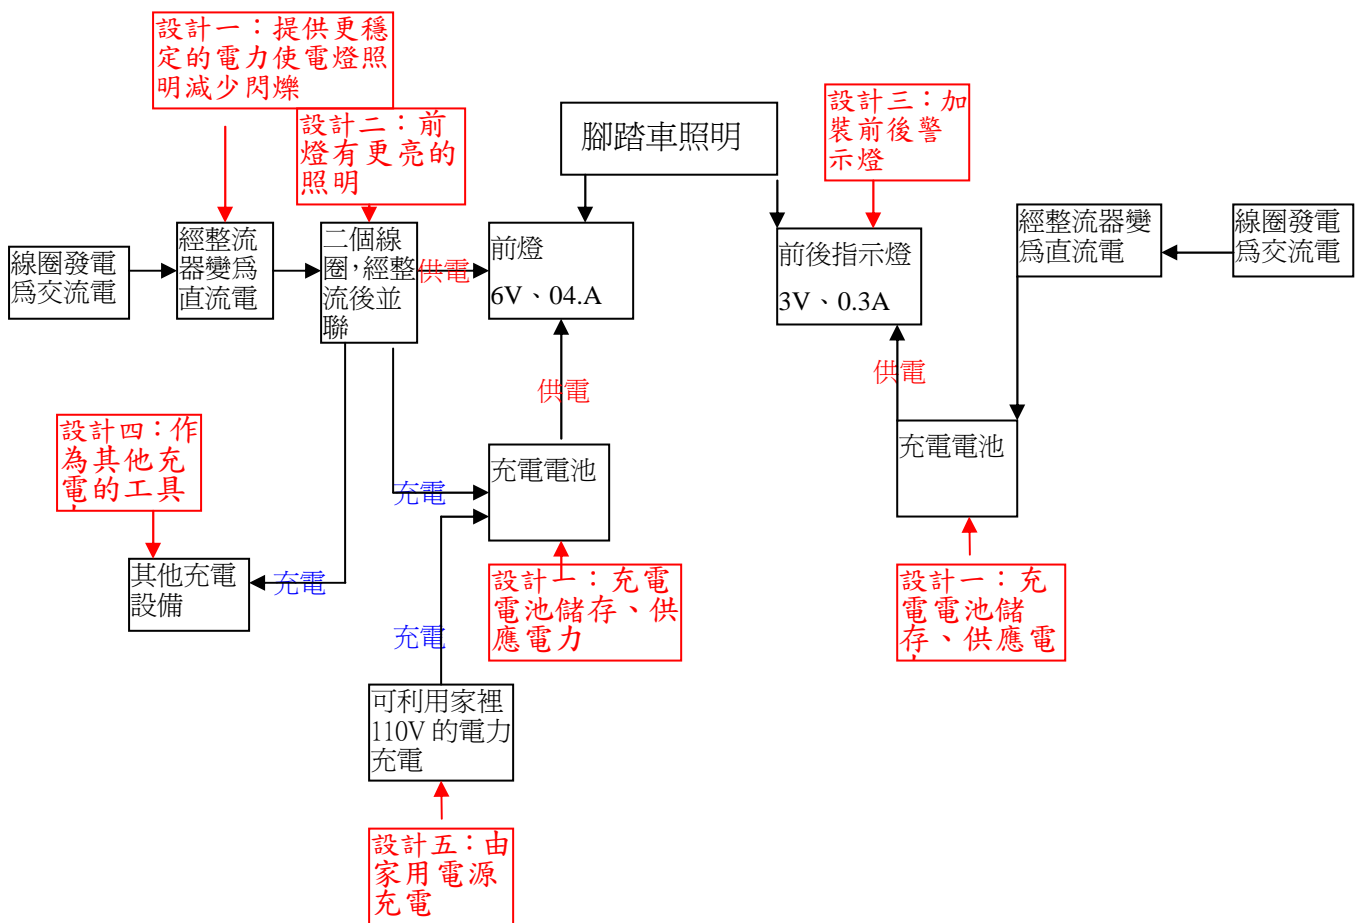 設計一：提供更穩
定的電力使電燈照
明減少閃爍
設計二：前
燈有更亮的
照明
腳踏車照明
設計三：加
裝前後警
示燈
線圈發電
為交流電
經整流
器變為
直流電
二個線
圈，經整
流後並
聯
供電
前燈
6V、04.A
前後指示燈
3V、0.3A
經整流器變
為直流電
線圈發電
為交流電
供電
供電
設計四：作
為其他充
電的工具
充電電池
充電
充電電池
其他充電
設備
充電
設計一：充電
電池儲存、供
應電力
設計一：充
電電池儲
存、供應電
充電
可利用家裡
110V 的電力
充電
設計五：由
家用電源
充電